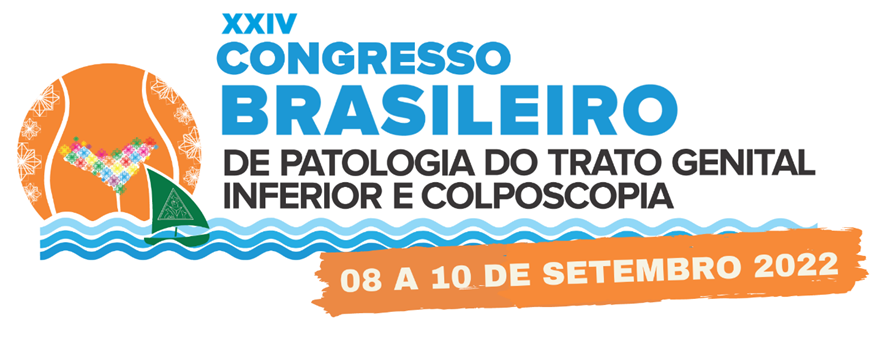 XXIV
CONGRESSO
BRASILEIRO
DE PATOLOGIA DO TRATO GENITAL
INFERIOR E COLPOSCOPIA
08 A 10 DE SETEMBRO 2022